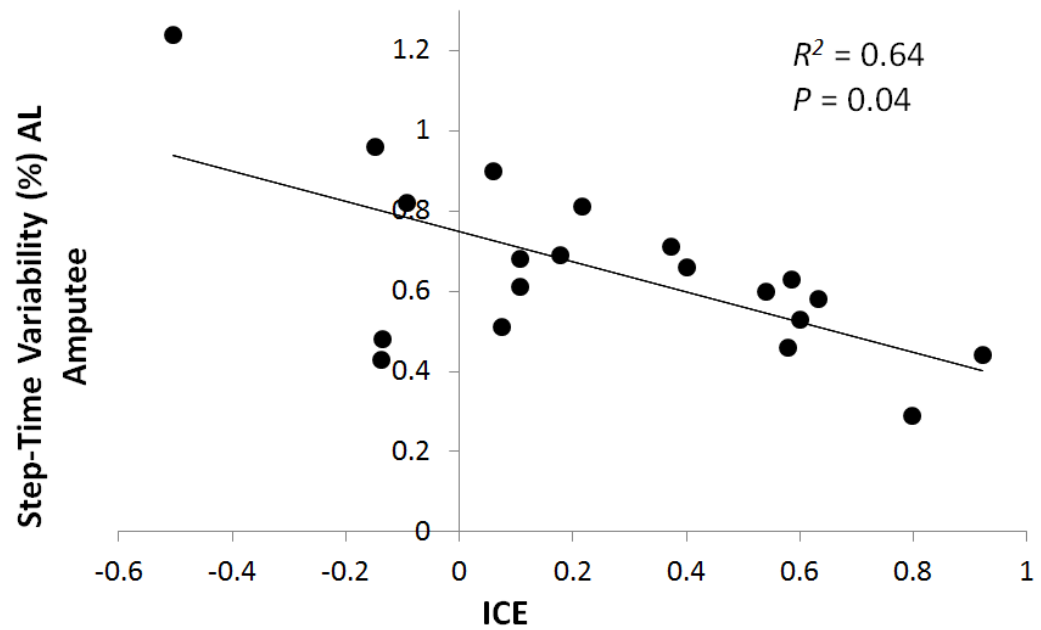 R² = 0.64
P = 0.04
Step-Time Variability (%) AL
Amputee
1.2
1
0.8
0.6
0.4
0.2
0
-0.6 -0.4 -0.2 0 0.2 0.4 0.6 0.8 1
ICE